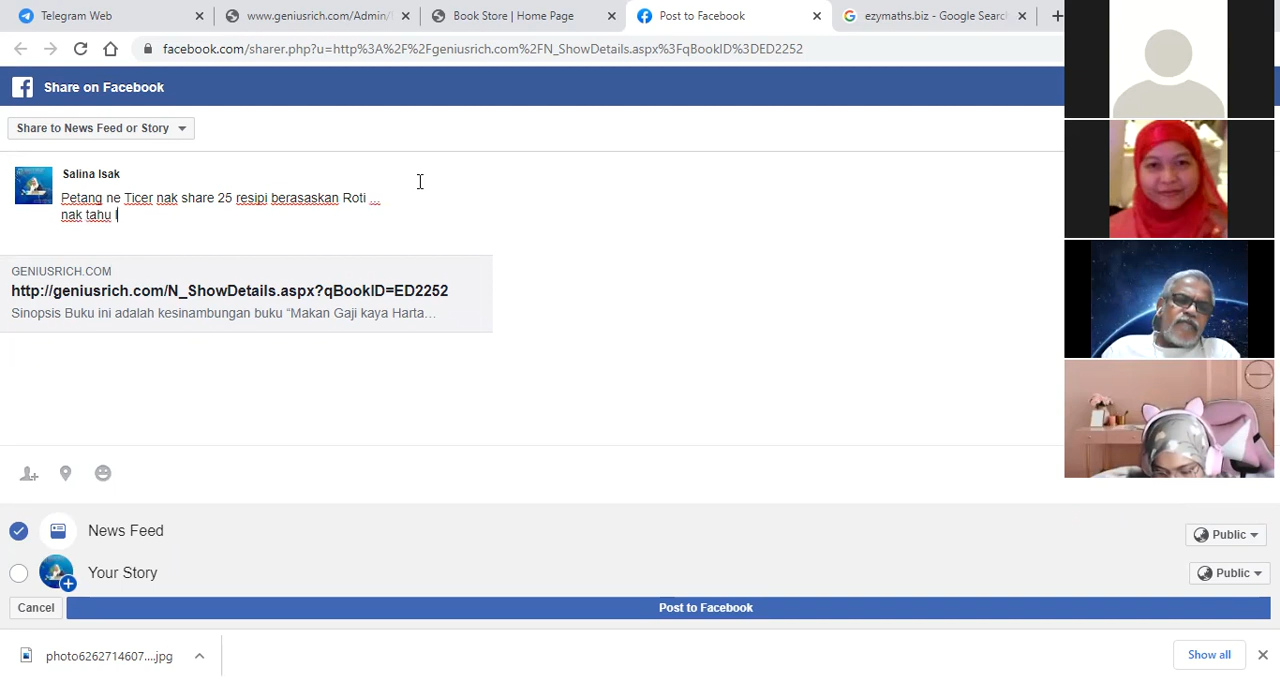 Telegram Web
www.geniusrich.com/Admin/
Book Store | Home Page
Post to Facebook
ezymaths.biz - Google Searc
facebook.com/sharer.php?u=http%3A%2F%2Fgeniusrich.com%2FN_ShowDetails.aspx%3FqBookID%3DED2252
Share on Facebook
Share to News Feed or Story
Salina Isak
Petang ne Ticer nak share 25 resipi berasaskan Roti ...
nak tahu l
GENIUSRICH.COM
http://geniusrich.com/N_ShowDetails.aspx?qBookID=ED2252
Sinopsis Buku ini adalah kesinambungan buku “Makan Gaji kaya Harta…
News Feed
Public
Your Story
Public
Cancel
Post to Facebook
photo6262714607....jpg
Show all